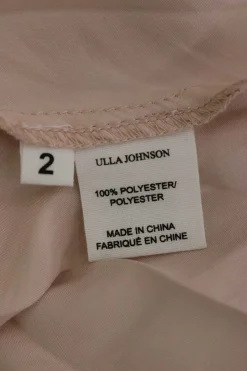 2
ULLA JOHNSON
100% POLYESTER/
POLYESTER
MADE IN CHINA
FABRIQUÉ EN CHINE